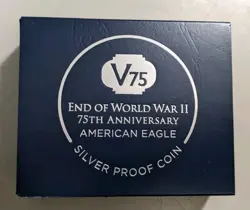 V75
END OF WORLD WAR II
75TH ANNIVERSARY
AMERICAN EAGLE
SILVER PROOF COIN